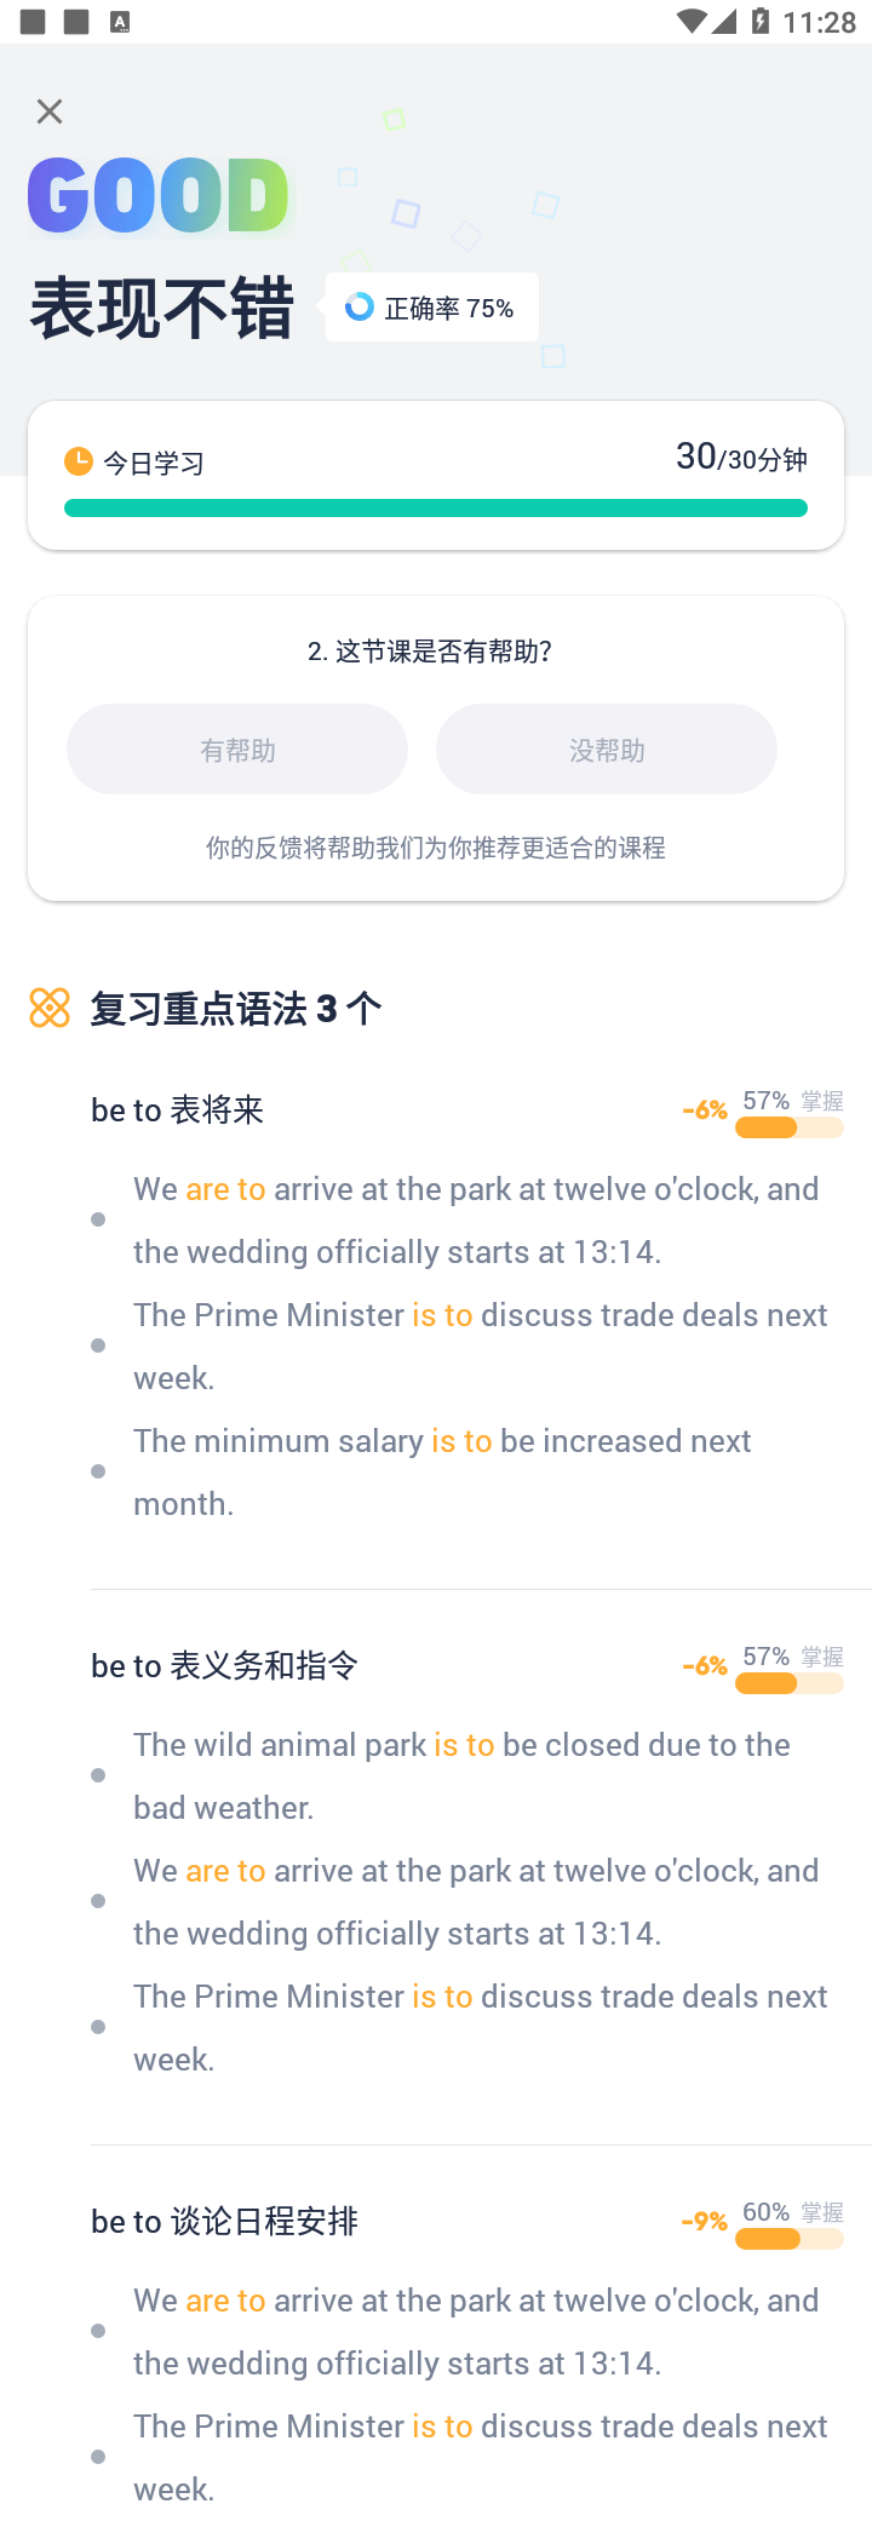 11:28
GOOD
表现不错
正确率 75%
今日学习
30/30分钟
2. 这节课是否有帮助?
有帮助
没帮助
你的反馈将帮助我们为你推荐更适合的课程
复习重点语法 3 个
be to 表将来
-6%
57% 掌握
We are to arrive at the park at twelve o'clock, and
the wedding officially starts at 13:14.
The Prime Minister is to discuss trade deals next
week.
The minimum salary is to be increased next
month.
be to 表义务和指令
-6%
57% 掌握
The wild animal park is to be closed due to the
bad weather.
We are to arrive at the park at twelve o'clock, and
the wedding officially starts at 13:14.
The Prime Minister is to discuss trade deals next
week.
be to 谈论日程安排
-9%
60% 掌握
We are to arrive at the park at twelve o'clock, and
the wedding officially starts at 13:14.
The Prime Minister is to discuss trade deals next
week.